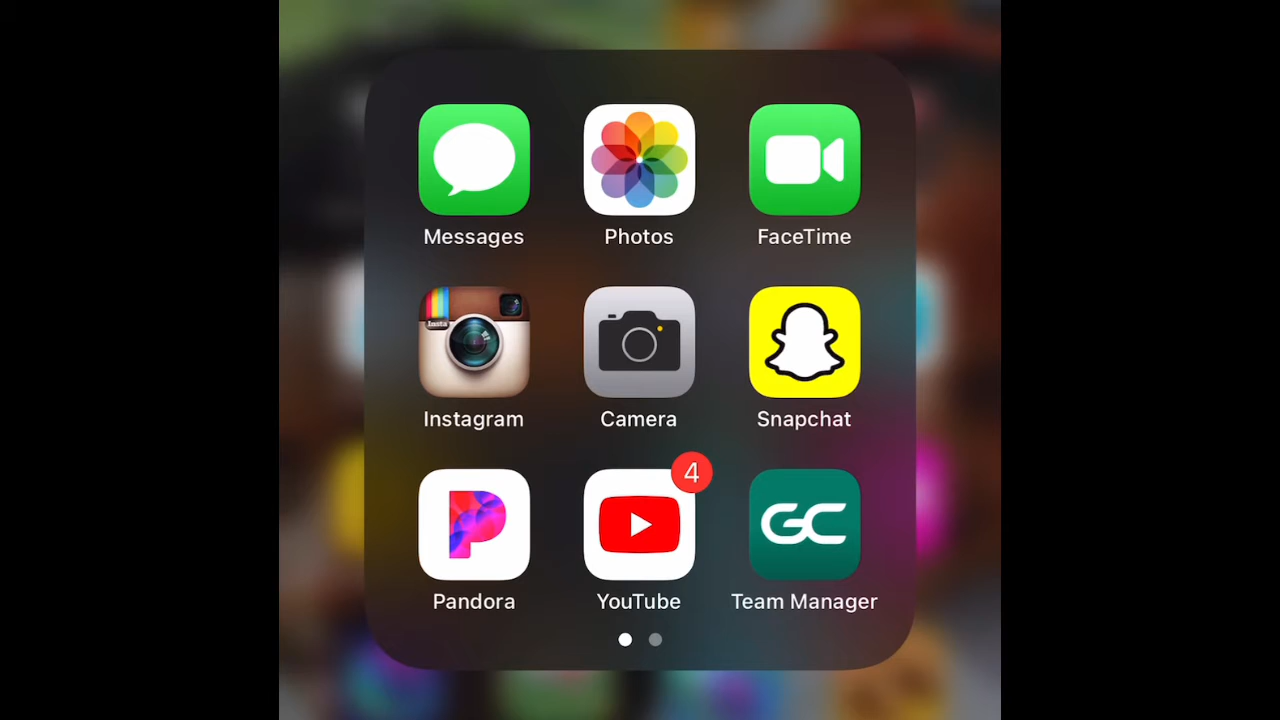 Messages Photos FaceTime
Insta
Instagram Camera Snapchat
4
GC
Pandora YouTube Team Manager